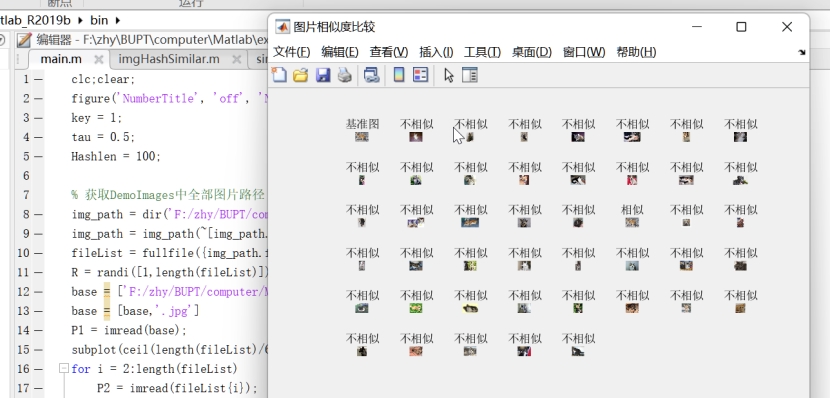 断点 运行
tlab_R2019b ▸ bin ▸
编辑器 - F:\zhy\BUPT\computer\Matlab\ex
main.m imgHashSimilar.m sim
1 clc;clear;
2 figure('NumberTitle', 'off', 'N
3 key = 1;
4 tau = 0.5;
5 Hashlen = 100;
6
7 % 获取DemoImages中全部图片路径
8 img_path = dir('F:/zhy/BUPT/com
9 img_path = img_path(~[img_path.
10 fileList = fullfile({img_path.f
11 R = randi([1,length(fileList)])
12 base = ['F:/zhy/BUPT/computer/M
13 base = [base,'.jpg']
14 P1 = imread(base);
15 subplot(ceil(length(fileList)/6
16 for i = 2:length(fileList)
17 P2 = imread(fileList{i});
图片相似度比较
文件(F) 编辑(E) 查看(V) 插入(I) 工具(T) 桌面(D) 窗口(W) 帮助(H)
基准图 不相似 不相似 不相似 不相似 不相似 不相似 不相似
不相似 不相似 不相似 不相似 不相似 不相似 不相似 不相似
不相似 不相似 不相似 不相似 不相似 相似 不相似 不相似
不相似 不相似 不相似 不相似 不相似 不相似 不相似 不相似
不相似 不相似 不相似 不相似 不相似 不相似 不相似 不相似
不相似 不相似 不相似 不相似 不相似